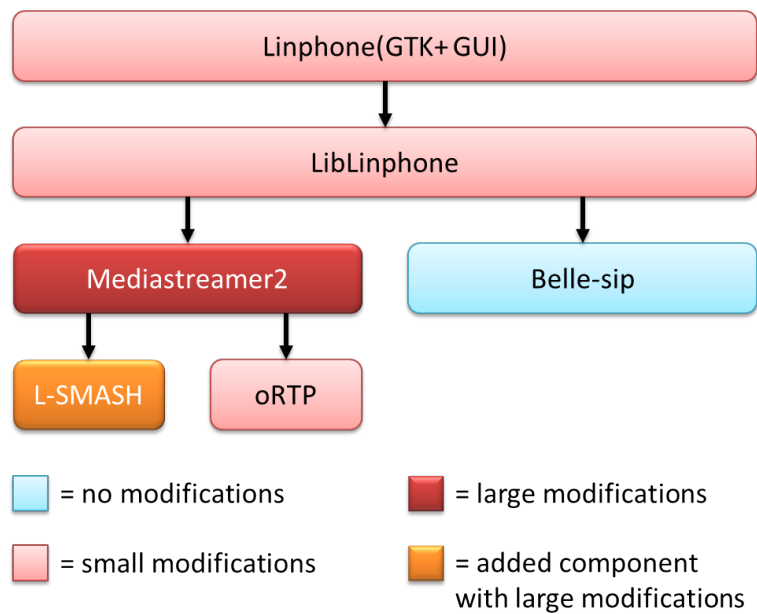 Linphone(GTK+ GUI)
LibLinphone
Mediastreamer2
Belle-sip
L-SMASH
oRTP
= no modifications
= large modifications
= small modifications
= added component
with large modifications